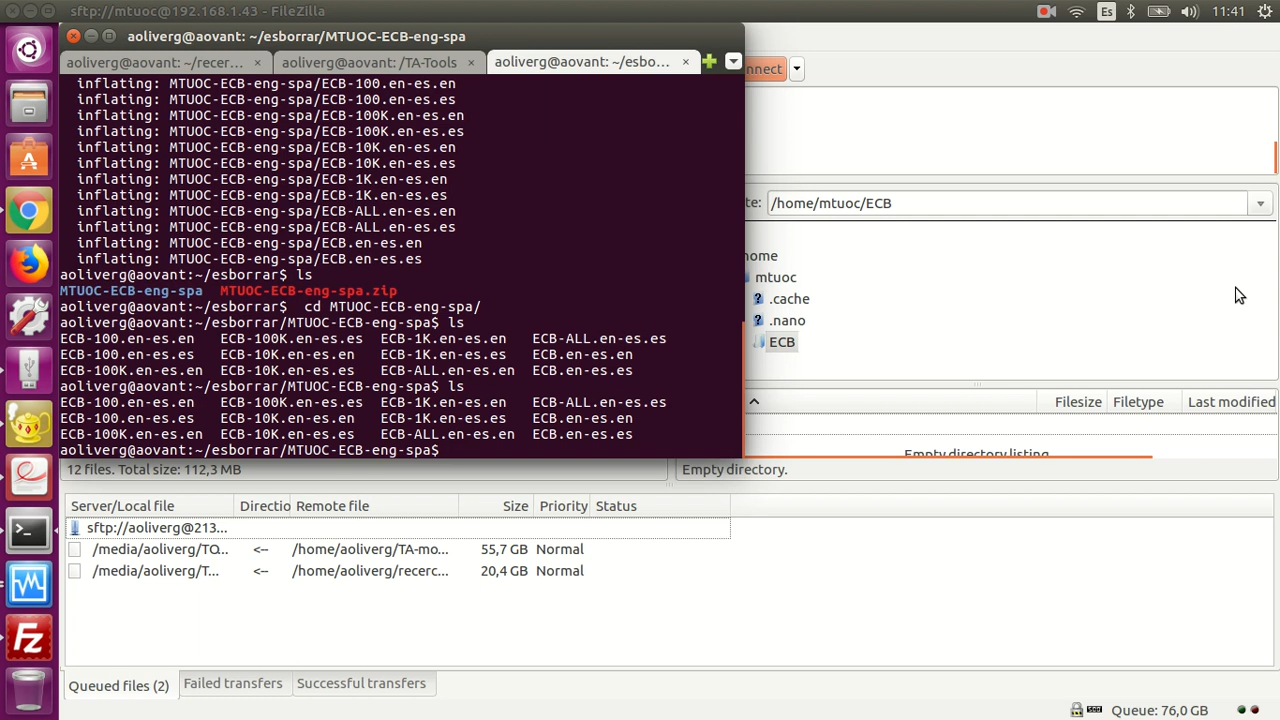 sftp://mtuoc@192.168.1.43 - FileZilla
Es
11:41
aoliverg@aovant: ~/esborrar/MTUOC-ECB-eng-spa
aoliverg@aovant: ~/recer... ×
aoliverg@aovant: /TA-Tools ×
aoliverg@aovant: ~/esbo... ×
nnect
inflating: MTUOC-ECB-eng-spa/ECB-100.en-es.en
inflating: MTUOC-ECB-eng-spa/ECB-100.en-es.es
inflating: MTUOC-ECB-eng-spa/ECB-100K.en-es.en
inflating: MTUOC-ECB-eng-spa/ECB-100K.en-es.es
inflating: MTUOC-ECB-eng-spa/ECB-10K.en-es.en
inflating: MTUOC-ECB-eng-spa/ECB-10K.en-es.es
inflating: MTUOC-ECB-eng-spa/ECB-1K.en-es.en
inflating: MTUOC-ECB-eng-spa/ECB-1K.en-es.es
inflating: MTUOC-ECB-eng-spa/ECB-ALL.en-es.en
inflating: MTUOC-ECB-eng-spa/ECB-ALL.en-es.es
inflating: MTUOC-ECB-eng-spa/ECB.en-es.en
inflating: MTUOC-ECB-eng-spa/ECB.en-es.es
aoliverg@aovant:~/esborrar$ ls
MTUOC-ECB-eng-spa MTUOC-ECB-eng-spa.zip
aoliverg@aovant:~/esborrar$ cd MTUOC-ECB-eng-spa/
aoliverg@aovant:~/esborrar/MTUOC-ECB-eng-spa$ ls
ECB-100.en-es.en ECB-100K.en-es.es ECB-1K.en-es.en ECB-ALL.en-es.es
ECB-100.en-es.es ECB-10K.en-es.en ECB-1K.en-es.es ECB.en-es.en
ECB-100K.en-es.en ECB-10K.en-es.es ECB-ALL.en-es.en ECB.en-es.es
aoliverg@aovant:~/esborrar/MTUOC-ECB-eng-spa$ ls
ECB-100.en-es.en ECB-100K.en-es.es ECB-1K.en-es.en ECB-ALL.en-es.es
ECB-100.en-es.es ECB-10K.en-es.en ECB-1K.en-es.es ECB.en-es.en
ECB-100K.en-es.en ECB-10K.en-es.es ECB-ALL.en-es.en ECB.en-es.es
aoliverg@aovant:~/esborrar/MTUOC-ECB-eng-spa$
te: /home/mtuoc/ECB
ome
mtuoc
? .cache
? .nano
ECB
Filesize Filetype Last modified
Empty directory listing
12 files. Total size: 112,3 MB
Empty directory.
Server/Local file Directio Remote file Size Priority Status
sftp://aoliverg@213...
/media/aoliverg/TO... <-- /home/aoliverg/TA-mo... 55,7 GB Normal
/media/aoliverg/T... <-- /home/aoliverg/recerc... 20,4 GB Normal
Queued files (2) Failed transfers Successful transfers
Queue: 76,0 GB